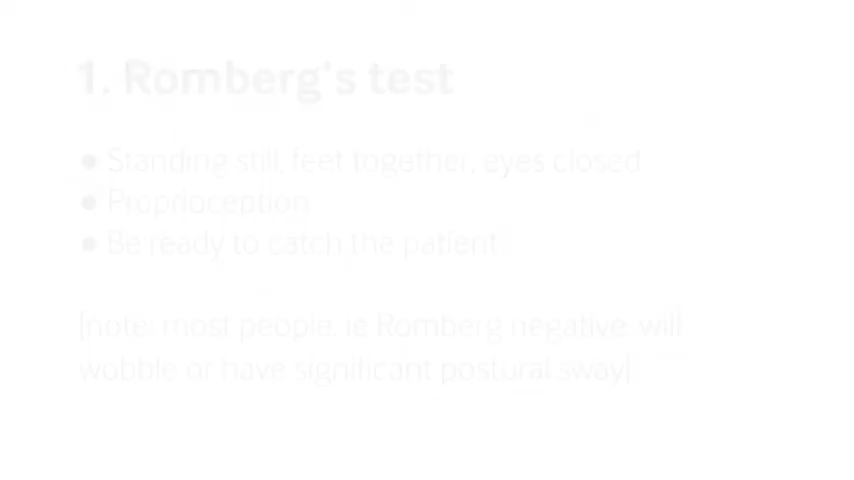 1. Romberg's test
● Standing still, feet together, eyes closed
● Proprioception
● Be ready to catch the patient!
[note: most people, ie Romberg negative, will
wobble or have significant postural sway]